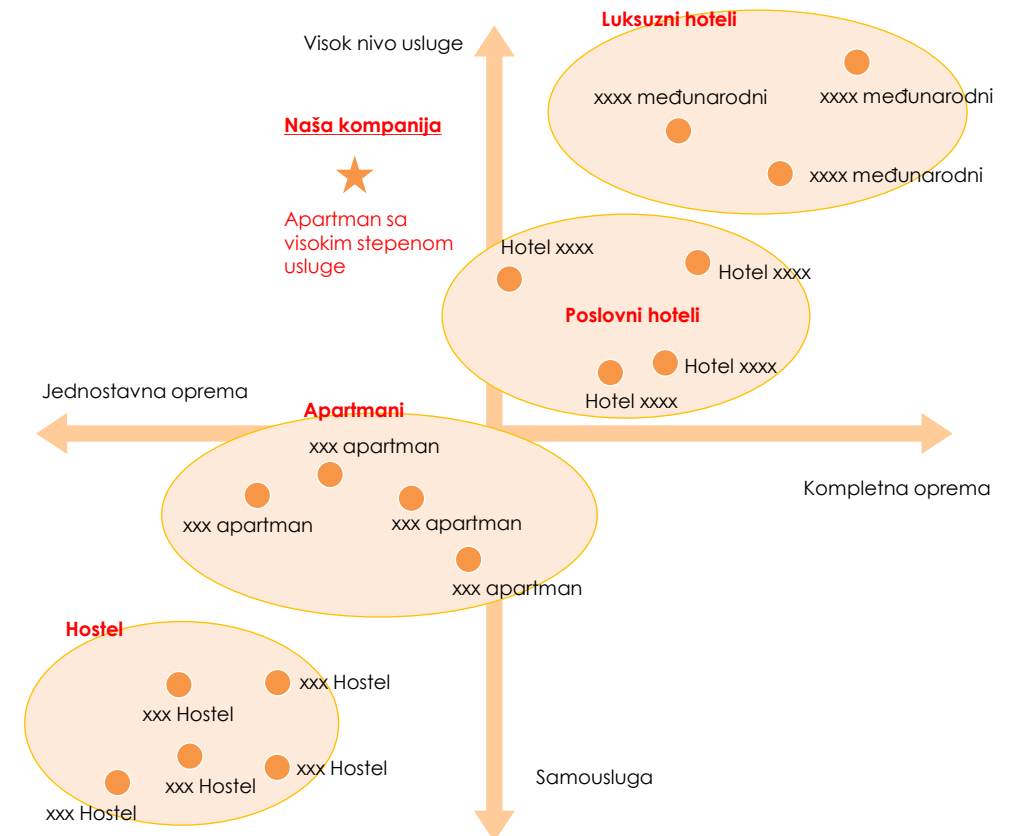 Luksuzni hoteli
Visok nivo usluge
xxxx međunarodni
xxxx međunarodni
Naša kompanija
xxxx međunarodni
Apartman sa
visokim stepenom
usluge
Hotel xxxx
Hotel xxxx
Poslovni hoteli
Hotel xxxx
Hotel xxxx
Jednostavna oprema
Apartmani
xxx apartman
Kompletna oprema
xxx apartman
xxx apartman
xxx apartman
Hostel
xxx Hostel
xxx Hostel
xxx Hostel
xxx Hostel
xxx Hostel
Samousluga